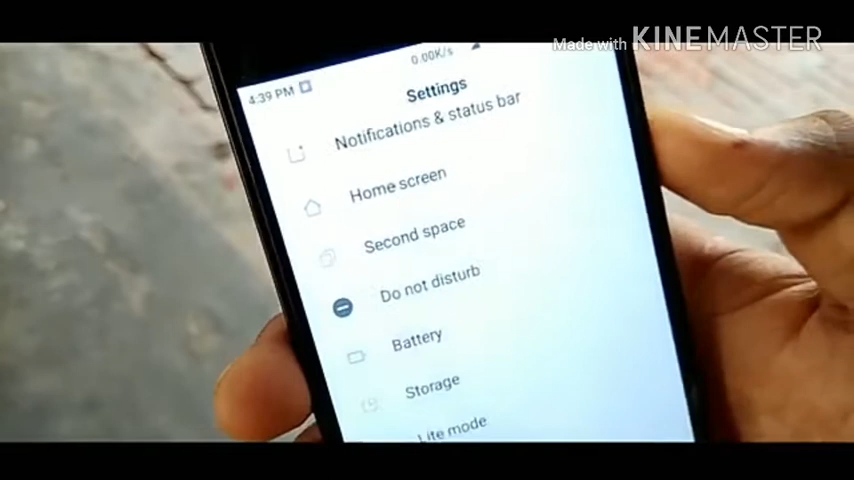 Made with KINEMASTER
0.00K/s
4:39 PM
Settings
Notifications & status bar
Home screen
Second space
Do not disturb
Battery
Storage
Lite mode